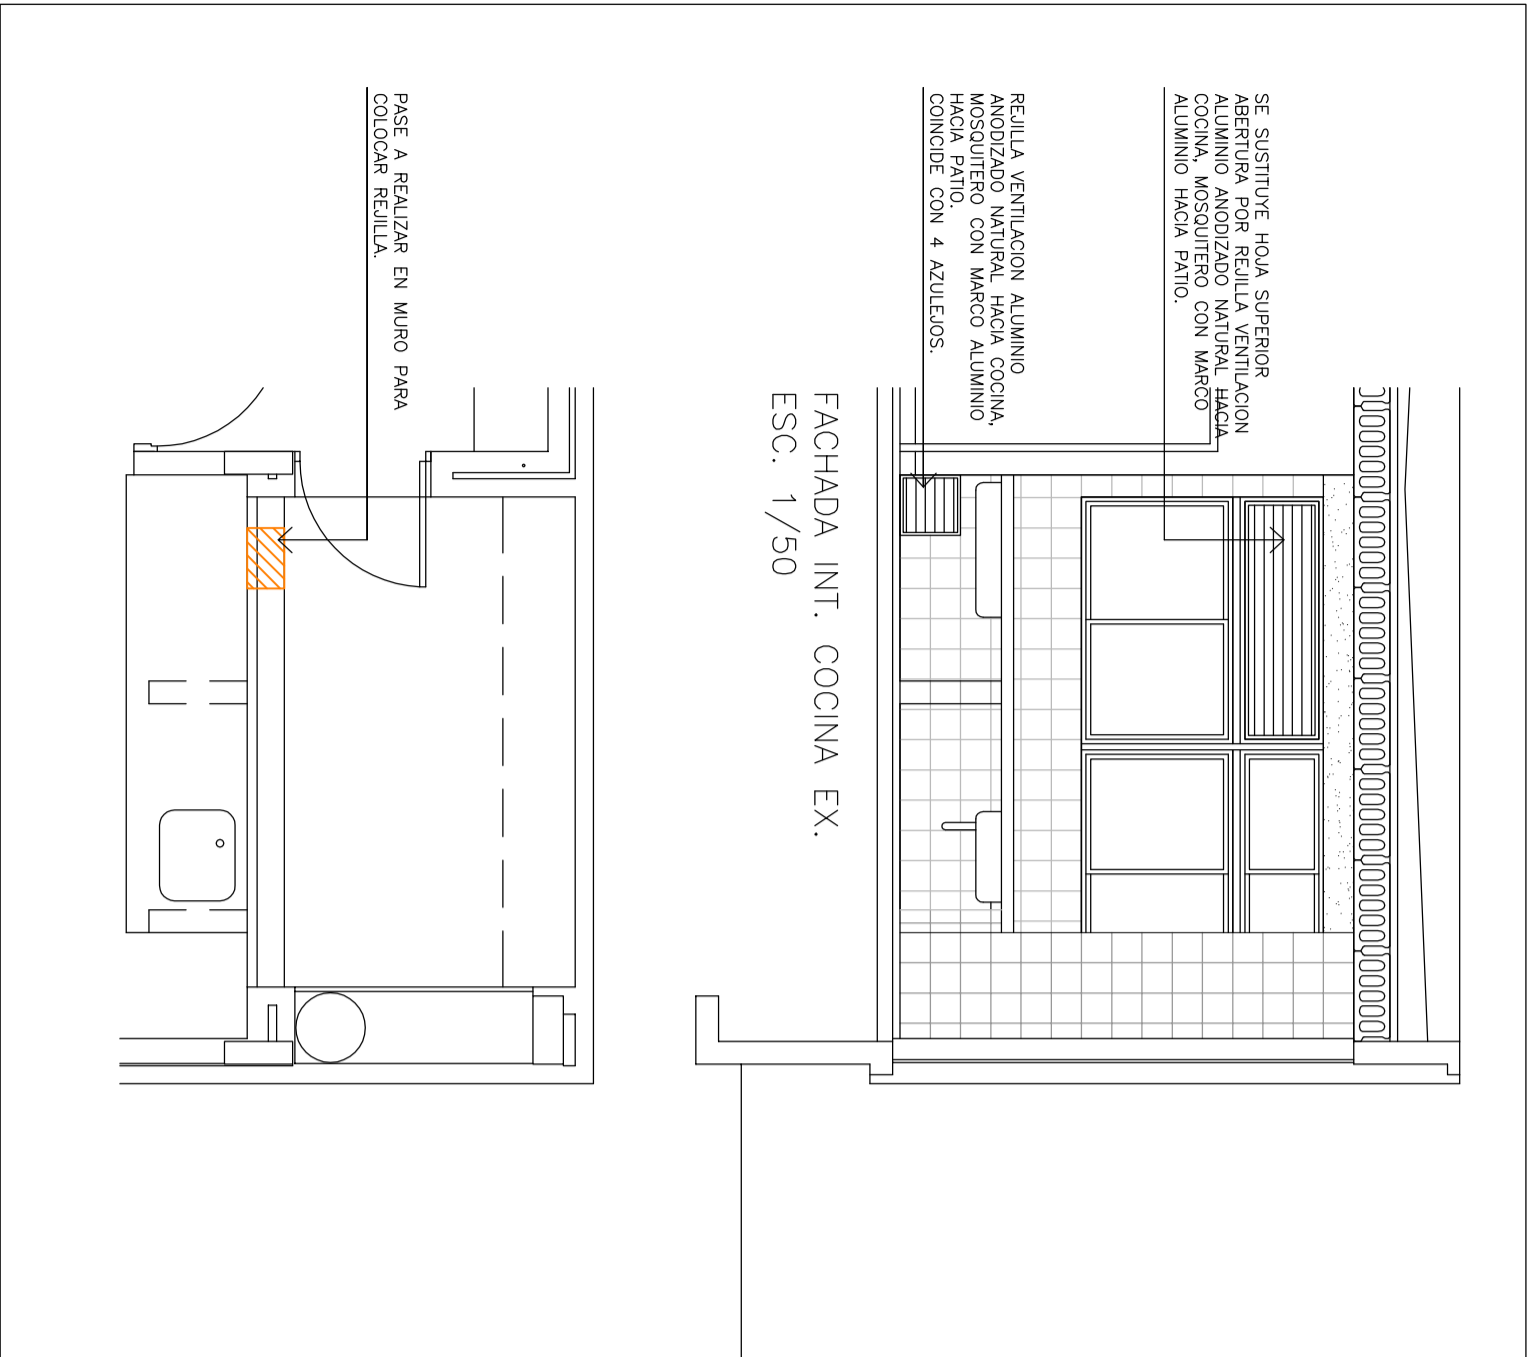 SE SUSTITUYE HOJA SUPERIOR
ABERTURA POR REJILLA VENTILACION
ALUMINIO ANODIZADO NATURAL HACIA
COCINA, MOSQUITERO CON MARCO
ALUMINIO HACIA PATIO.
REJILLA VENTILACION ALUMINIO
ANODIZADO NATURAL HACIA COCINA,
MOSQUITERO CON MARCO ALUMINIO
HACIA PATIO.
COINCIDE CON 4 AZULEJOS.
FACHADA INT. COCINA EX.
ESC. 1/50
PASE A REALIZAR EN MURO PARA
COLOCAR REJILLA.